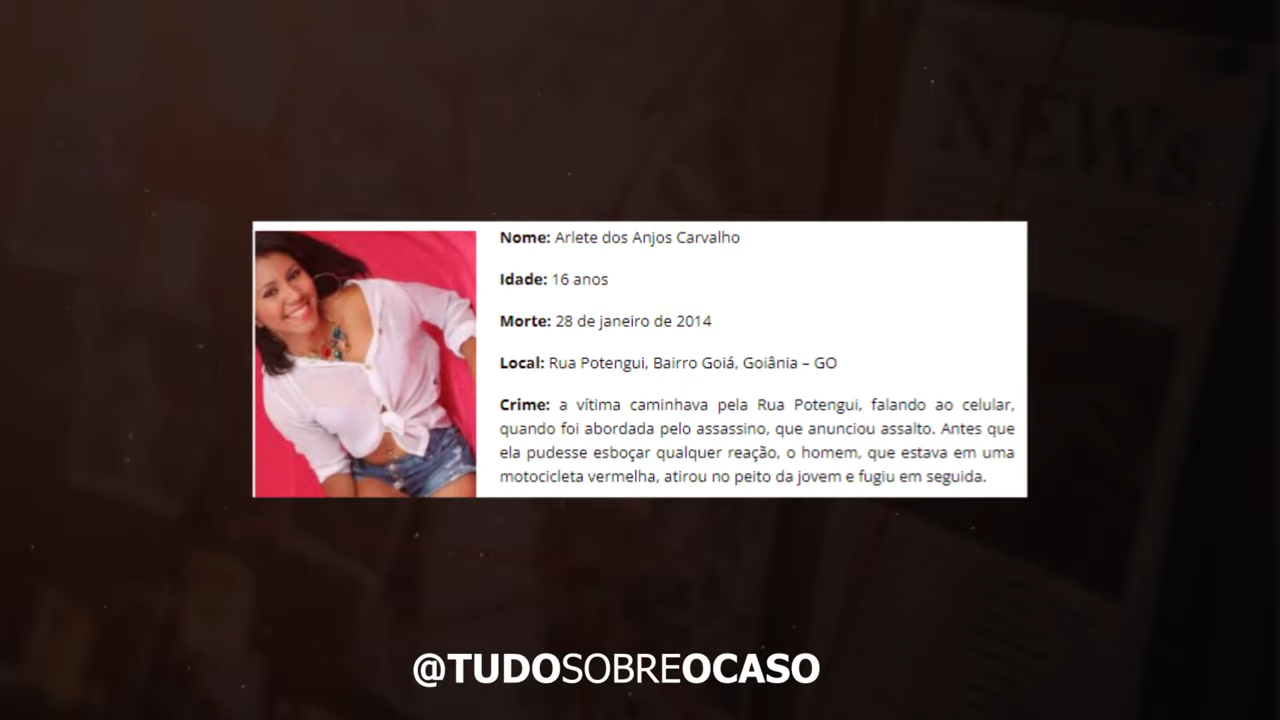 NEWS
Nome: Arlete dos Anjos Carvalho
Idade: 16 anos
Morte: 28 de janeiro de 2014
Local: Rua Potengui, Bairro Goiá, Goiânia – GO
Crime: a vítima caminhava pela Rua Potengui, falando ao celular,
quando foi abordada pelo assassino, que anunciou assalto. Antes que
ela pudesse esboçar qualquer reação, o homem, que estava em uma
motocicleta vermelha, atirou no peito da jovem e fugiu em seguida.
@TUDOSOBREOCASO